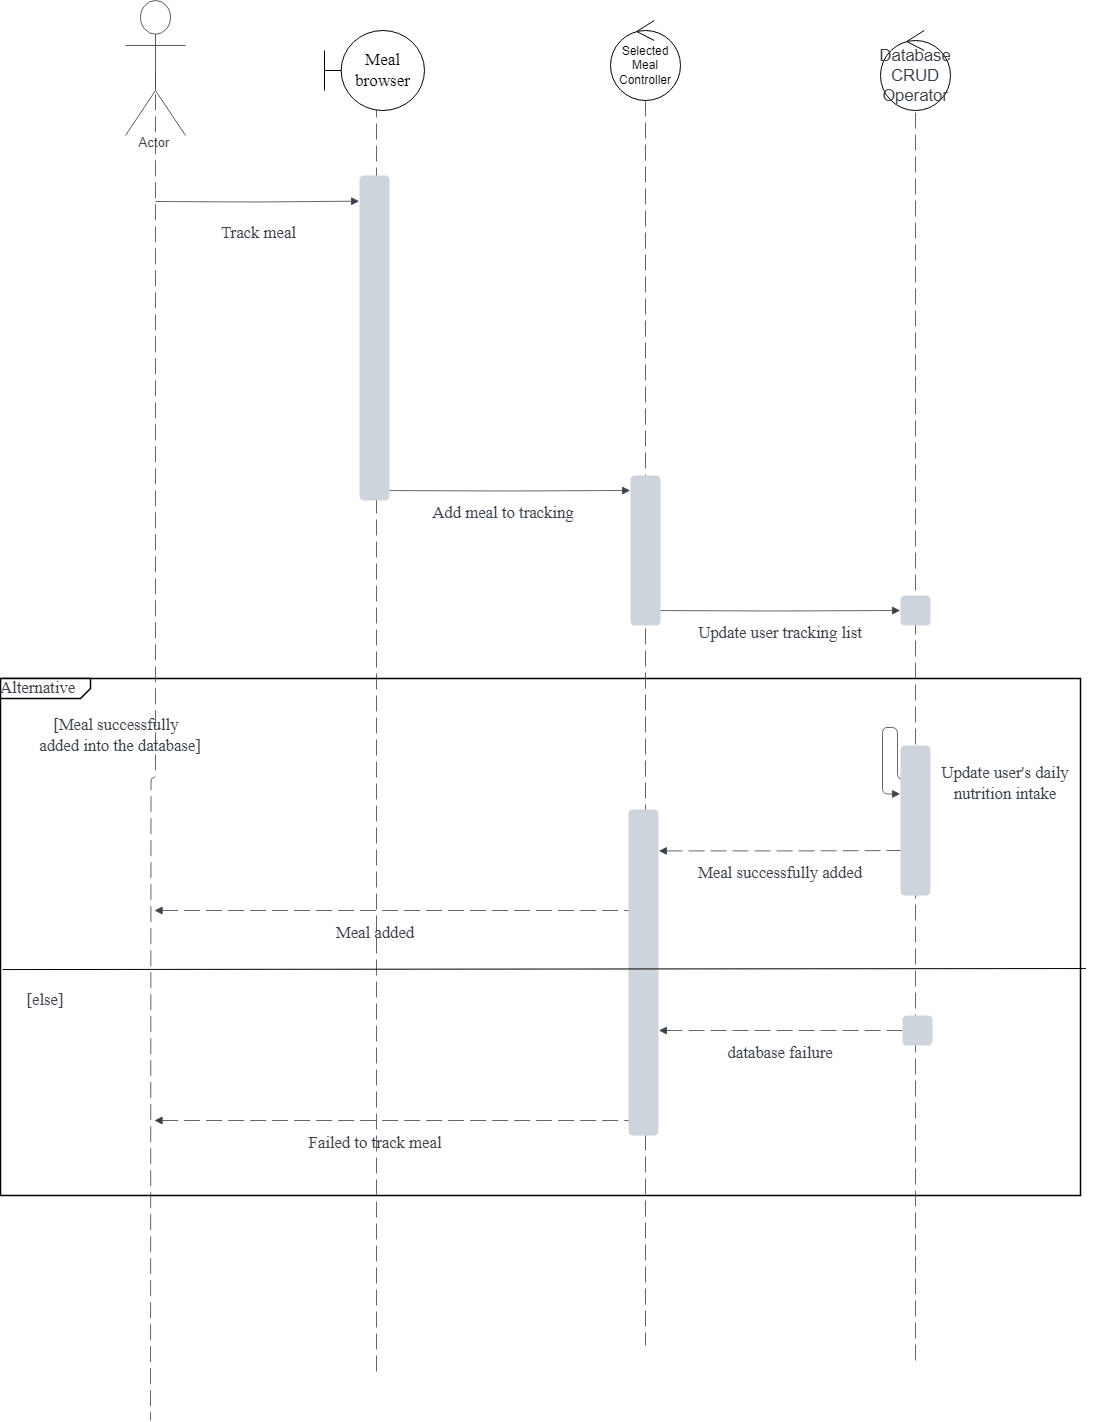 Actor
Meal
browser
Selected
Meal
Controller
Database
CRUD
Operator
Track meal
Add meal to tracking
Update user tracking list
Alternative
[Meal successfully
added into the database]
Update user's daily
nutrition intake
Meal successfully added
Meal added
[else]
database failure
Failed to track meal